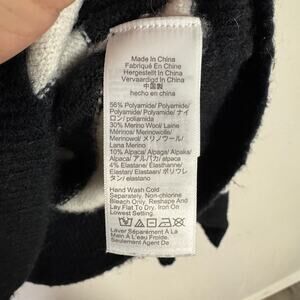 Made In China
Fabriqué En Chine
Hergestellt In China
Vervaardigd In China
中国製
hecho en china
56% Polyamide/ Polyamide/
Polyamide/ Polyamide/ ナイ
ロン/ poliamida
30% Merino Wool/ Laine
Mérinos/ Merinowolle/
Merinowol/ メリノウール/
Lana Merino
10% Alpaca/ Alpaga/ Alpaka/
Alpaca/ アルパカ/ alpaca
4% Elastane/ Élasthanne/
Elastan/ Elastaan/ ポリウレ
タン/ elastano
Hand Wash Cold
Separately, Non-chlorine
Bleach Only. Reshape And
Lay Flat To Dry. Iron On
Lowest Setting.
Laver Séparément À La
Main À L'eau Froide.
Seulement Agent De